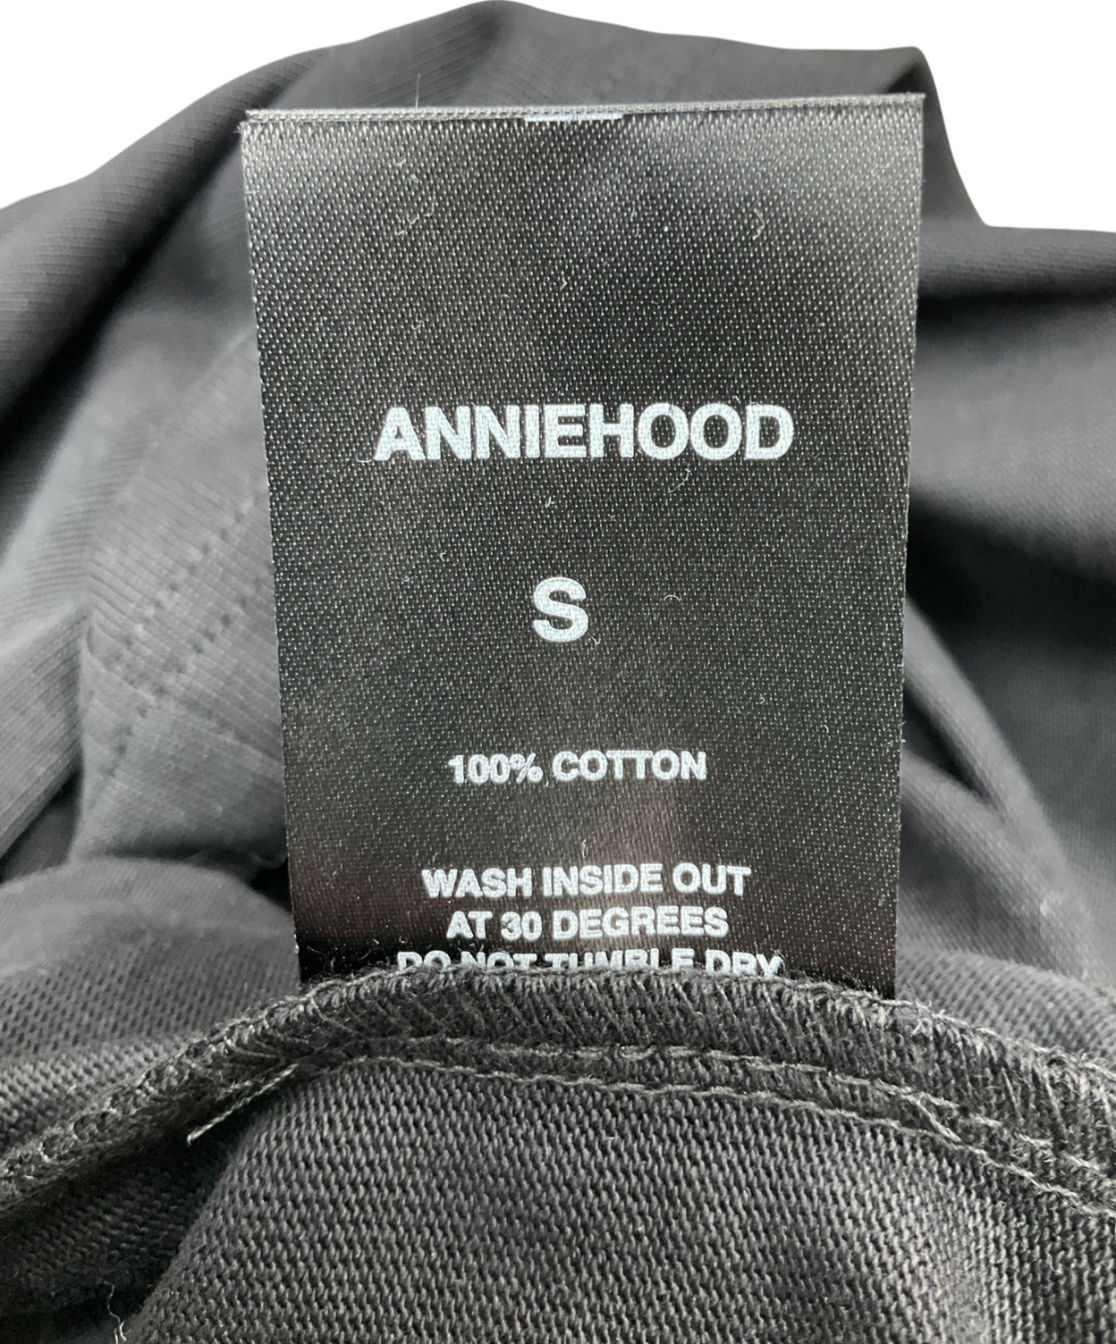 ANNIEHOOD
S
100% COTTON
WASH INSIDE OUT
AT 30 DEGREES
DO NOT TUMBLE DRY